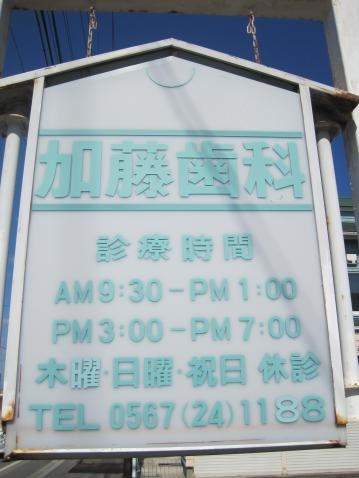 加藤歯科
診療時間
AM9:30-PM1:00
PM3:00-PM7:00
木曜・日曜・祝日 休診
TEL 0567(24)1188